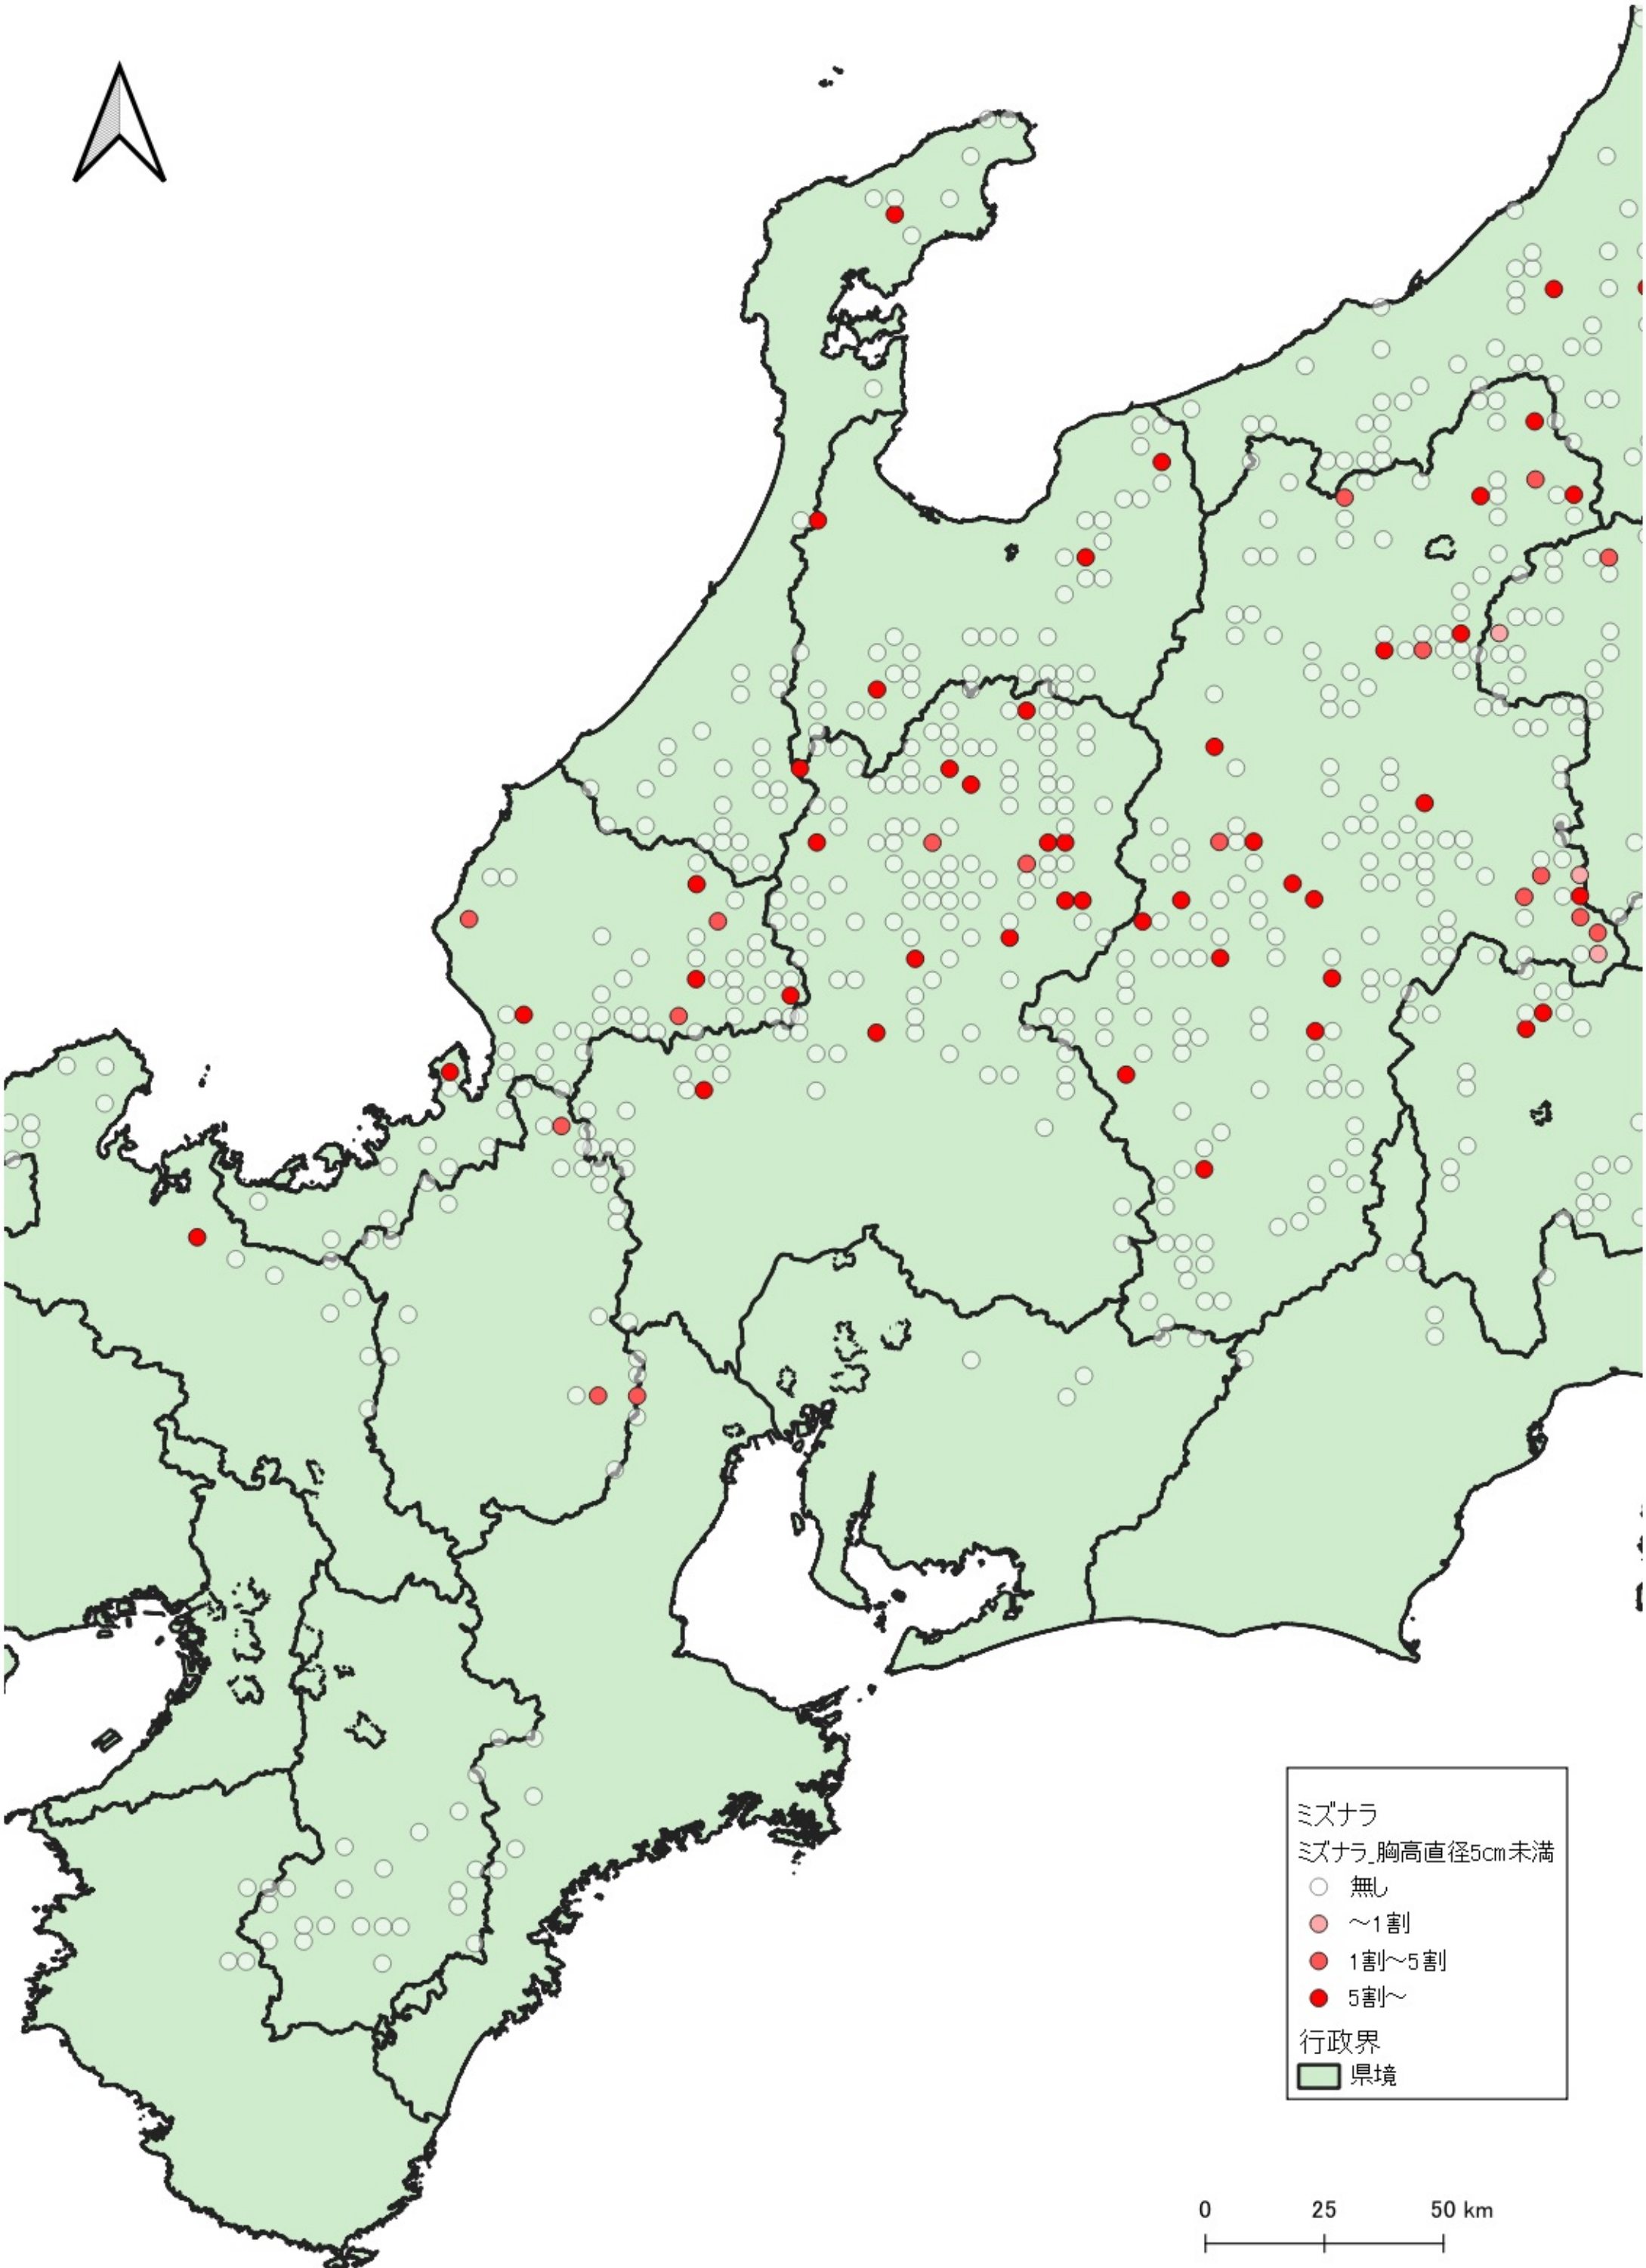 ミズナラ
ミズナラ_胸高直径5cm未満
無し
～1割
1割～5割
5割～
行政界
県境
0 25 50 km